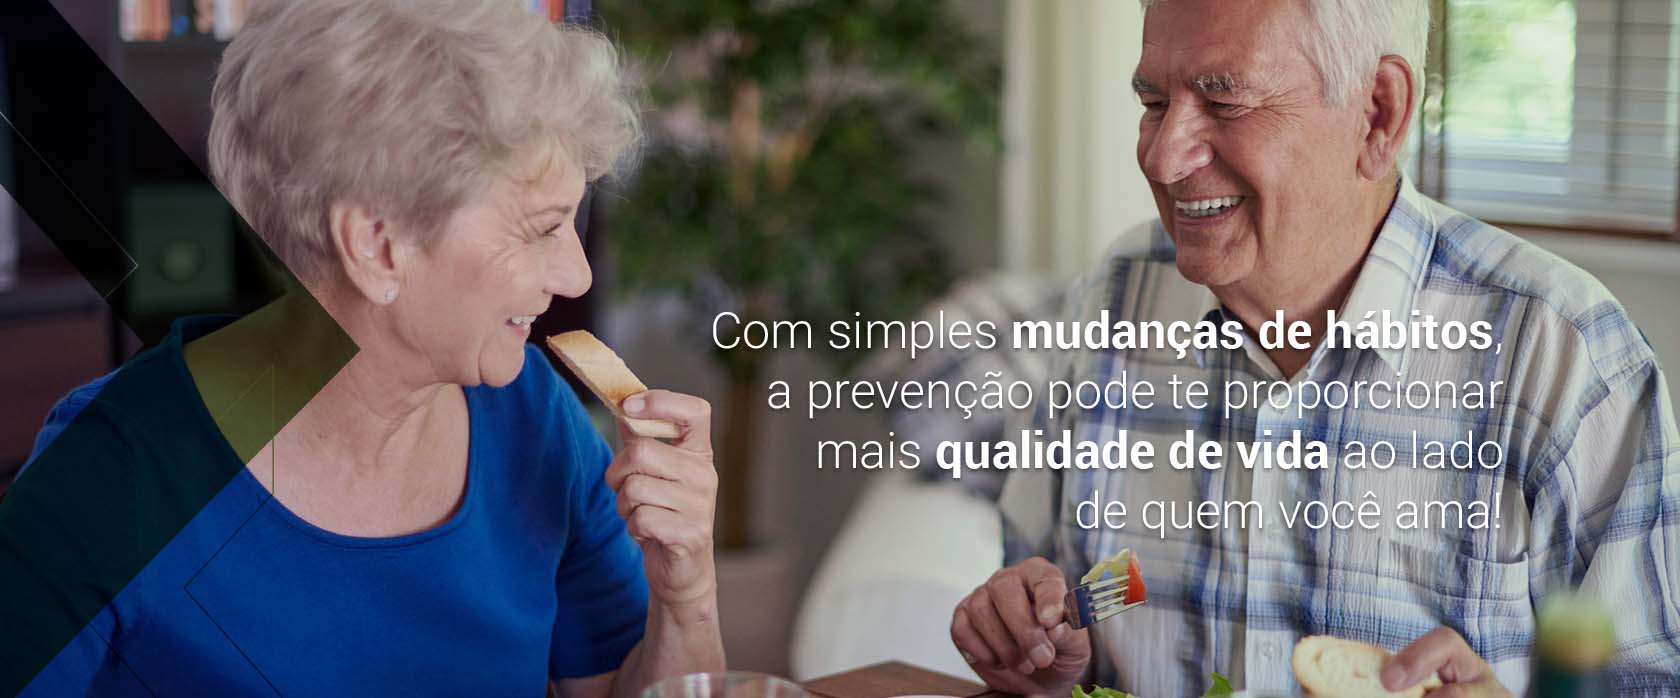 Com simples mudanças de hábitos,
a prevenção pode te proporcionar
mais qualidade de vida ao lado
de quem você ama!